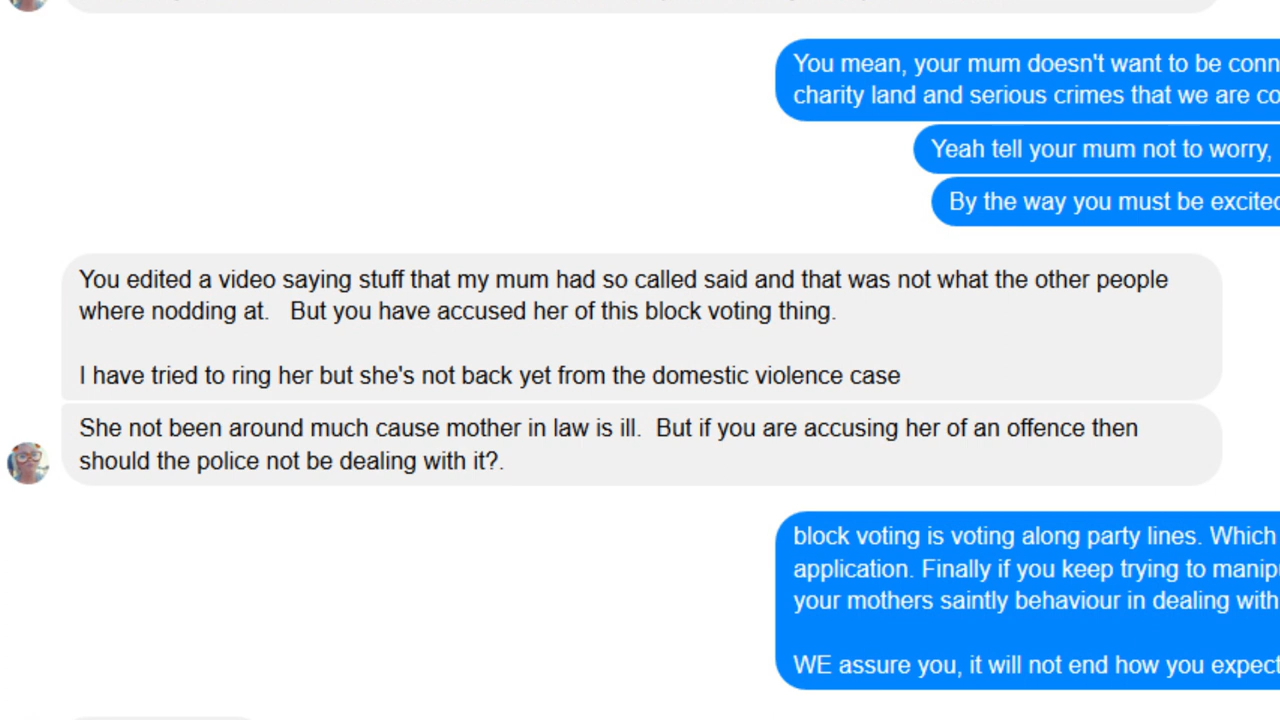 You mean, your mum doesn't want to be
charity land and serious crimes that we are
Yeah tell your mum not to worry,
By the way you must be excited
You edited a video saying stuff that my mum had so called said and that was not what the other people
where nodding at.   But you have accused her of this block voting thing.
I have tried to ring her but she's not back yet from the domestic violence case
She not been around much cause mother in law is ill.  But if you are accusing her of an offence then
should the police not be dealing with it?.
block voting is voting along party lines. Which
application. Finally if you keep trying to
your mothers saintly behaviour in dealing with
WE assure you, it will not end how you expect